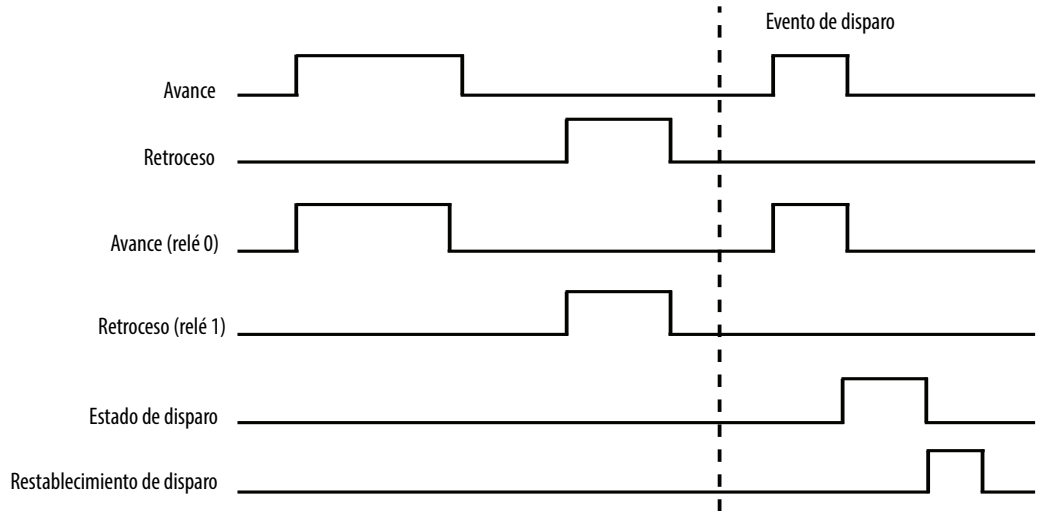 Evento de disparo
Avance
Retroceso
Avance (relé 0)
Retroceso (relé 1)
Estado de disparo
Restablecimiento de disparo